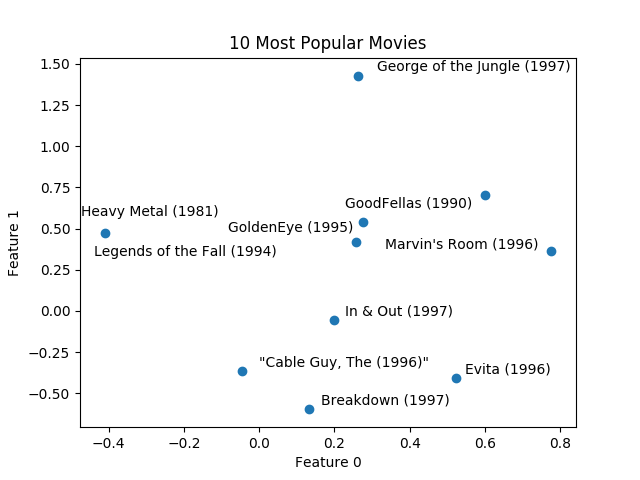 10 Most Popular Movies
George of the Jungle (1997)
GoodFellas (1990)
Heavy Metal (1981)
GoldenEye (1995)
Marvin's Room (1996)
Legends of the Fall (1994)
In & Out (1997)
"Cable Guy, The (1996)"
Evita (1996)
Breakdown (1997)
1.50
1.25
1.00
0.75
0.50
0.25
0.00
−0.25
−0.50
Feature 1
−0.4
−0.2
0.0
0.2
0.4
0.6
0.8
Feature 0